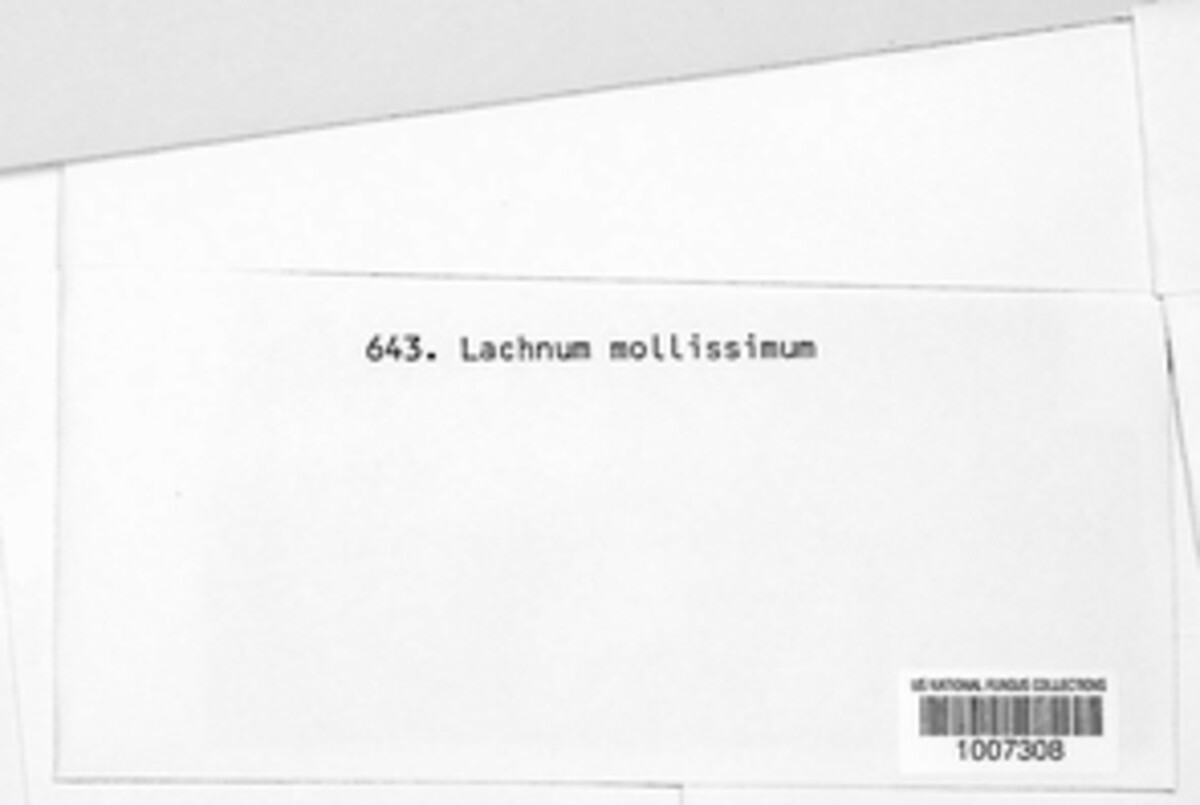 643. Lachnum mollissimum
US NATIONAL FUNGUS COLLECTIONS
1007308